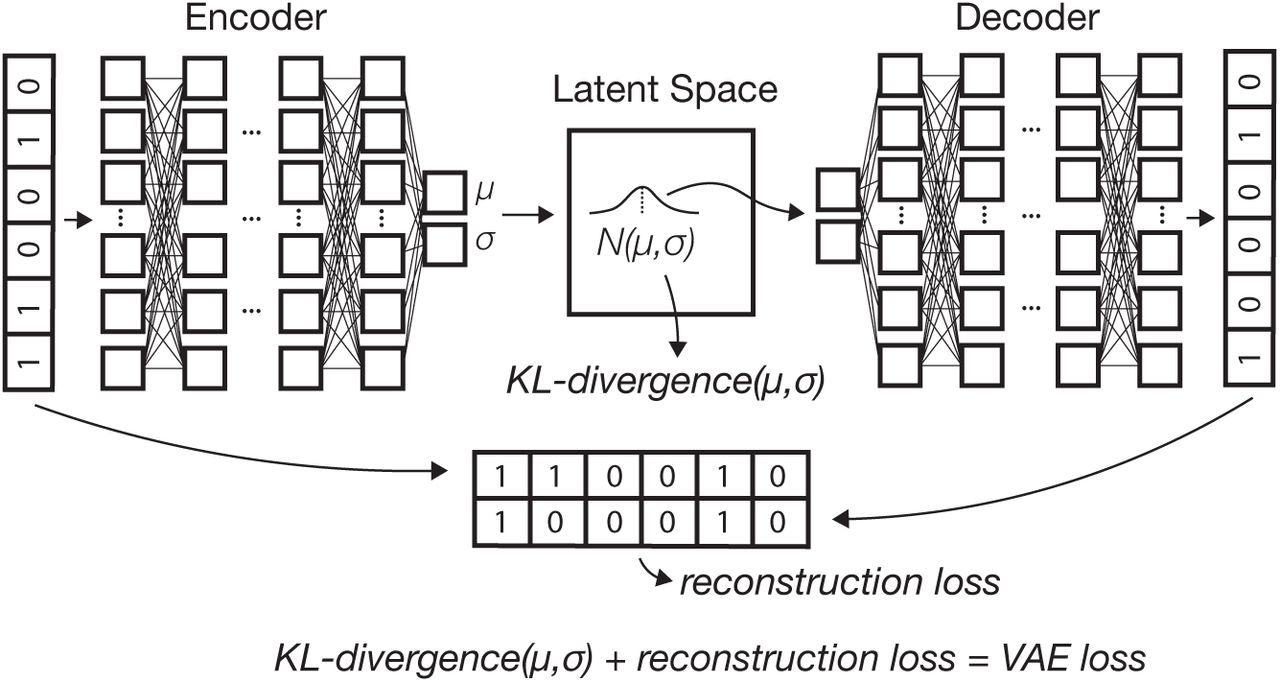 Encoder
Decoder
0
1
0
0
1
1
...
...
...
...
μ
σ
Latent Space
N(μ,σ)
KL-divergence(μ,σ)
...
...
...
0
1
0
0
0
1
1 1 0 0 1 0
1 0 0 0 1 0
reconstruction loss
KL-divergence(μ,σ) + reconstruction loss = VAE loss